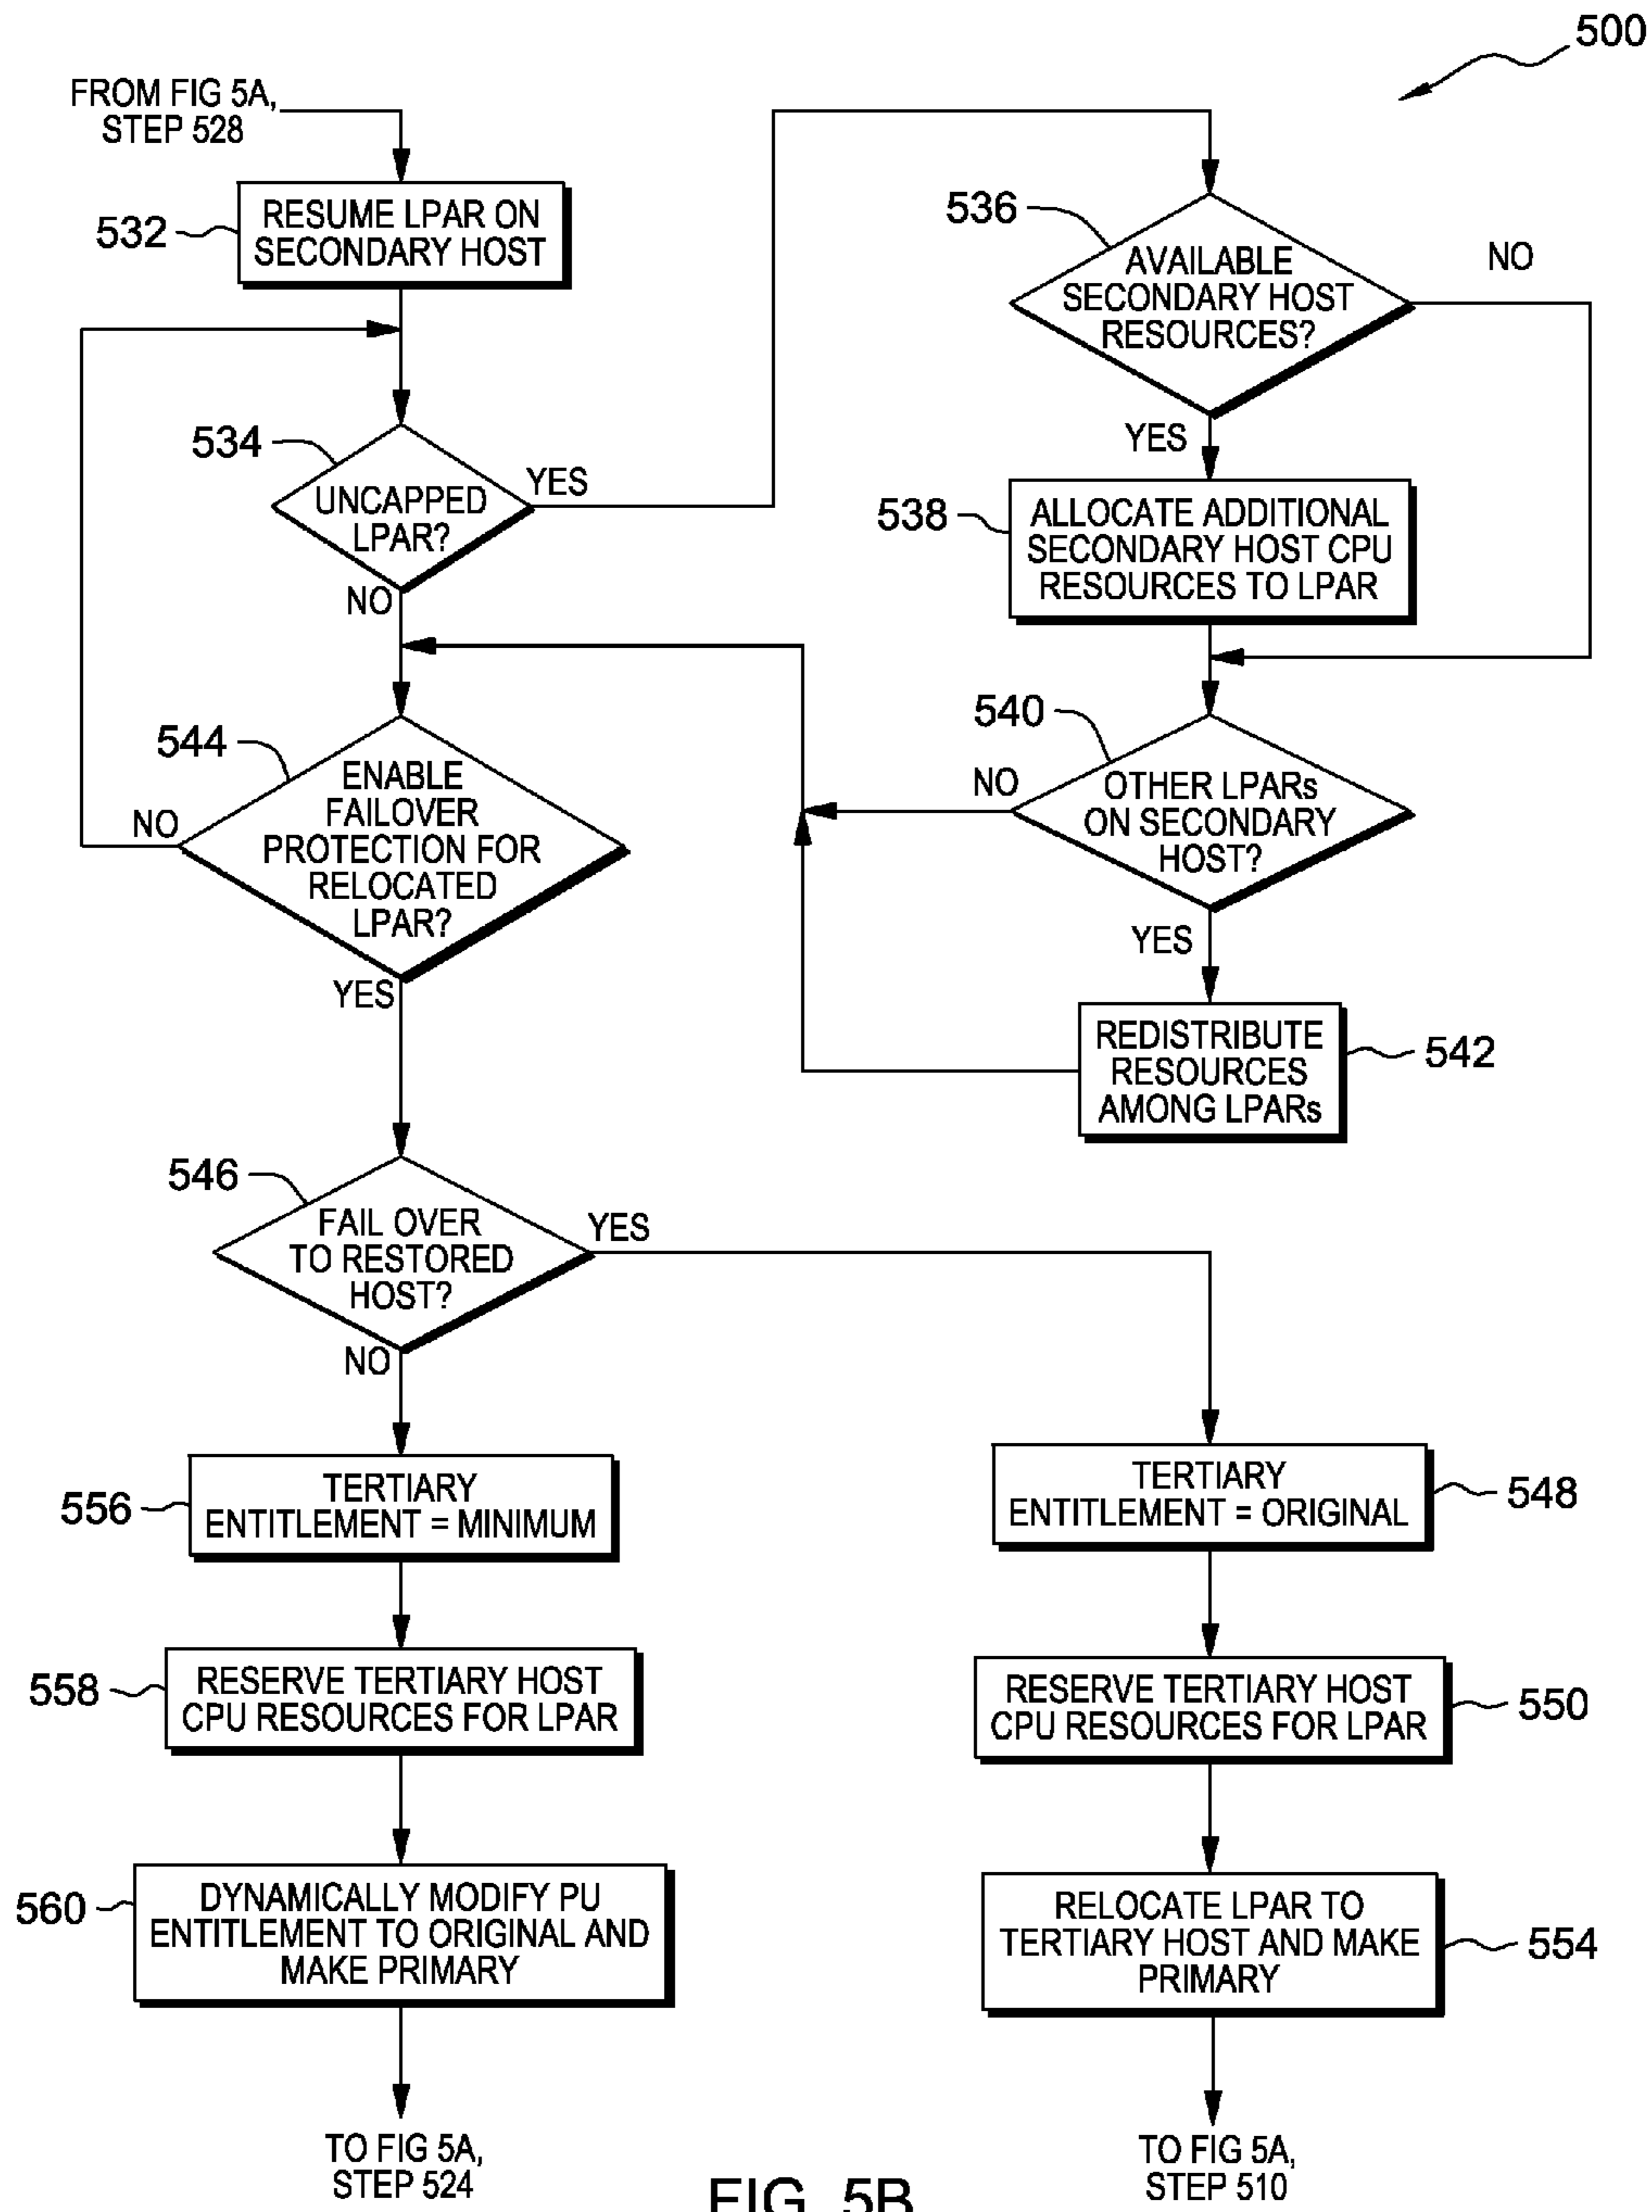 500
FROM FIG 5A,
STEP 528
532
RESUME LPAR ON
SECONDARY HOST
534
UNCAPPED
LPAR?
YES
NO
536
AVAILABLE
SECONDARY HOST
RESOURCES?
NO
YES
538
ALLOCATE ADDITIONAL
SECONDARY HOST CPU
RESOURCES TO LPAR
540
OTHER LPARs
ON SECONDARY
HOST?
NO
YES
542
REDISTRIBUTE
RESOURCES
AMONG LPARs
544
ENABLE
FAILOVER
PROTECTION FOR
RELOCATED
LPAR?
NO
YES
546
FAIL OVER
TO RESTORED
HOST?
YES
NO
556
TERTIARY
ENTITLEMENT = MINIMUM
558
RESERVE TERTIARY HOST
CPU RESOURCES FOR LPAR
560
DYNAMICALLY MODIFY PU
ENTITLEMENT TO ORIGINAL AND
MAKE PRIMARY
TO FIG 5A,
STEP 524
548
TERTIARY
ENTITLEMENT = ORIGINAL
550
RESERVE TERTIARY HOST
CPU RESOURCES FOR LPAR
554
RELOCATE LPAR TO
TERTIARY HOST AND MAKE
PRIMARY
TO FIG 5A,
STEP 510
FIG. 5B